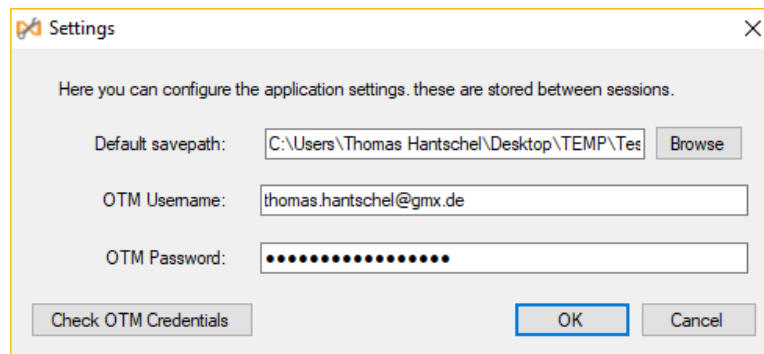 Settings
Here you can configure the application settings. these are stored between sessions.
Default savepath: C:\Users\Thomas Hantschel\Desktop\TEMP\Tes Browse
OTM Username: thomas.hantschel@gmx.de
OTM Password: •••••••••••••••••
Check OTM Credentials OK Cancel